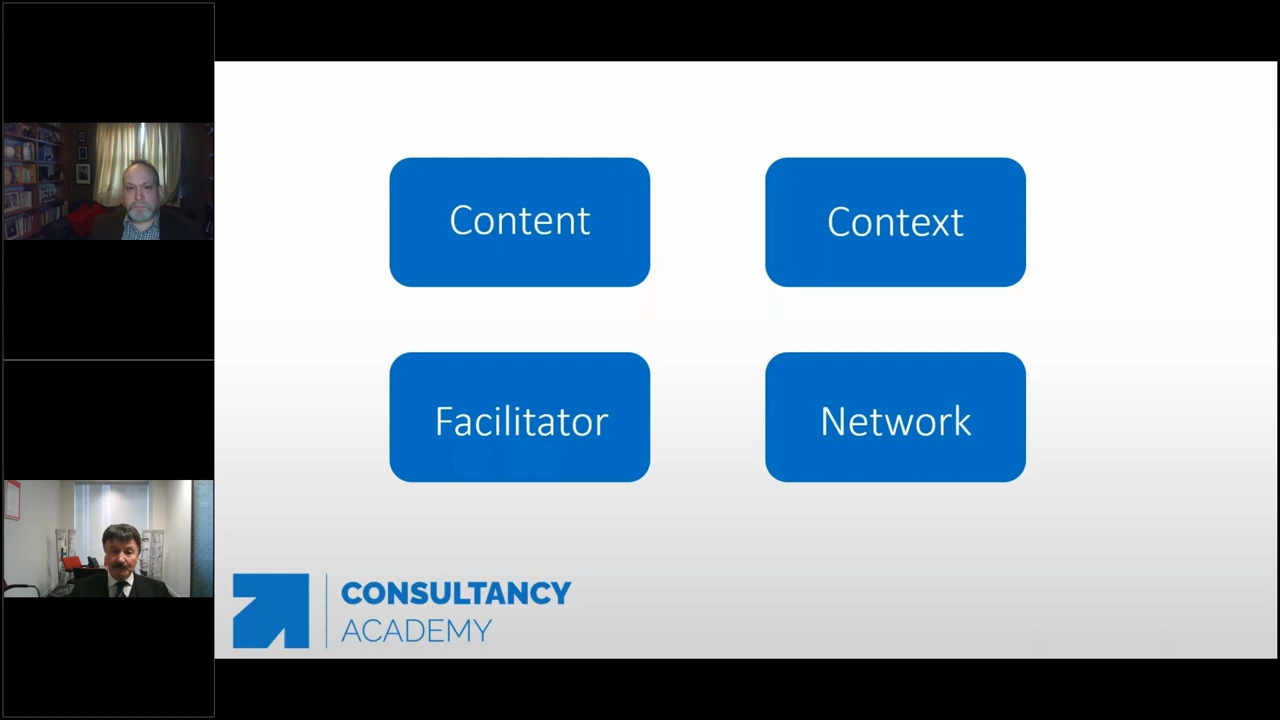 Content
Context
Facilitator
Network
CONSULTANCY
ACADEMY